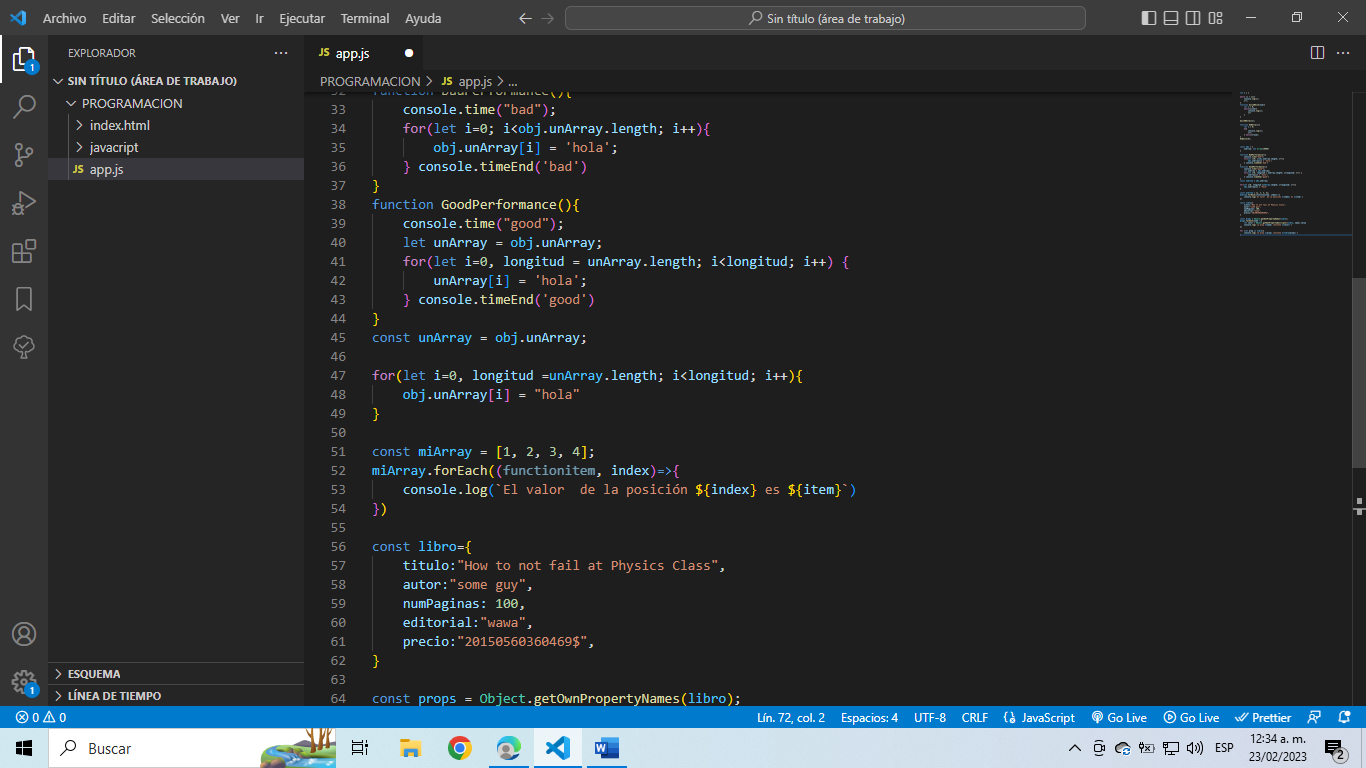 Archivo Editar Selección Ver Ir Ejecutar Terminal Ayuda
Sin título (área de trabajo)
EXPLORADOR
JS app.js
SIN TÍTULO (ÁREA DE TRABAJO)
PROGRAMACION > JS app.js > ...
PROGRAMACION
index.html
javacript
JS app.js
1
33 console.time("bad");
34 for(let i=0; i<obj.unArray.length; i++){
35 obj.unArray[i] = 'hola';
36 } console.timeEnd('bad')
37 }
38 function GoodPerformance(){
39 console.time("good");
40 let unArray = obj.unArray;
41 for(let i=0, longitud = unArray.length; i<longitud; i++) {
42 unArray[i] = 'hola';
43 } console.timeEnd('good')
44 }
45 const unArray = obj.unArray;
46
47 for(let i=0, longitud =unArray.length; i<longitud; i++){
48 obj.unArray[i] = "hola"
49 }
50
51 const miArray = [1, 2, 3, 4];
52 miArray.forEach((functionitem, index)=>{
53 console.log(`El valor  de la posición ${index} es ${item}`)
54 })
55
56 const libro={
57 titulo:"How to not fail at Physics Class",
58 autor:"some guy",
59 numPaginas: 100,
60 editorial:"wawa",
61 precio:"20150560360469$",
62 }
63
64 const props = Object.getOwnPropertyNames(libro);
ESQUEMA
LÍNEA DE TIEMPO
1
0 0 Lín. 72, col. 2 Espacios: 4 UTF-8 CRLF {} JavaScript Go Live Go Live Prettier
Buscar
W
ESP
12:34 a. m.
23/02/2023
2